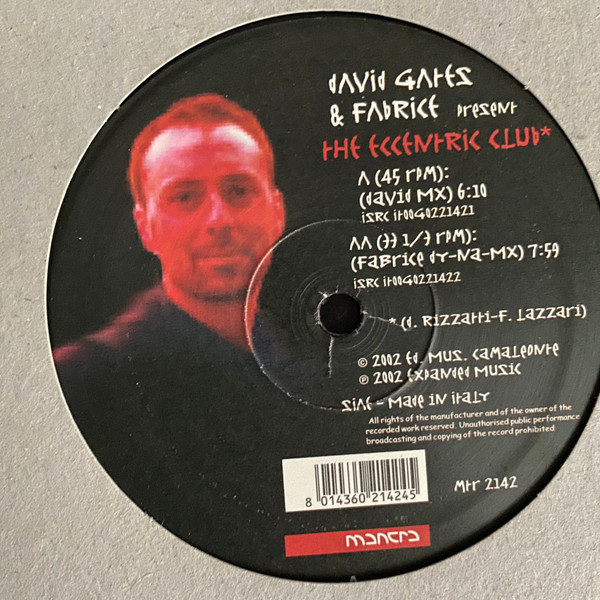 David Gates
& Fabrice present
The Eccentric Club*
A (45 rpm):
(David Mx) 6:10
ISRC IT00G0221421
AA (33 1/3 rpm):
(Fabrice Dy-Na-Mx) 7:59
ISRC IT00G0221422
* (D. Rizzatti-F. Lazzari)
© 2002 Ed. Mus. Camaleonte
℗ 2002 Expanded Music
SIAE - Made in Italy
All rights of the manufacturer and of the owner of the
recorded work reserved. Unauthorised public performance
broadcasting and copying of the record prohibited.
8 014360 214245
MTR 2142
mantra